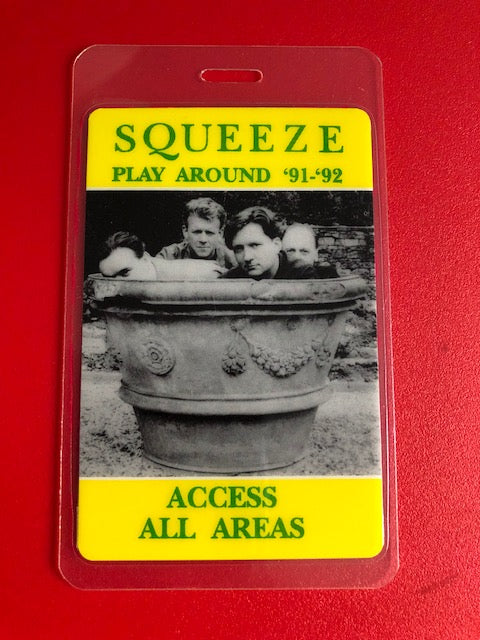 SQUEEZE
PLAY AROUND ‘91-‘92
ACCESS
ALL AREAS